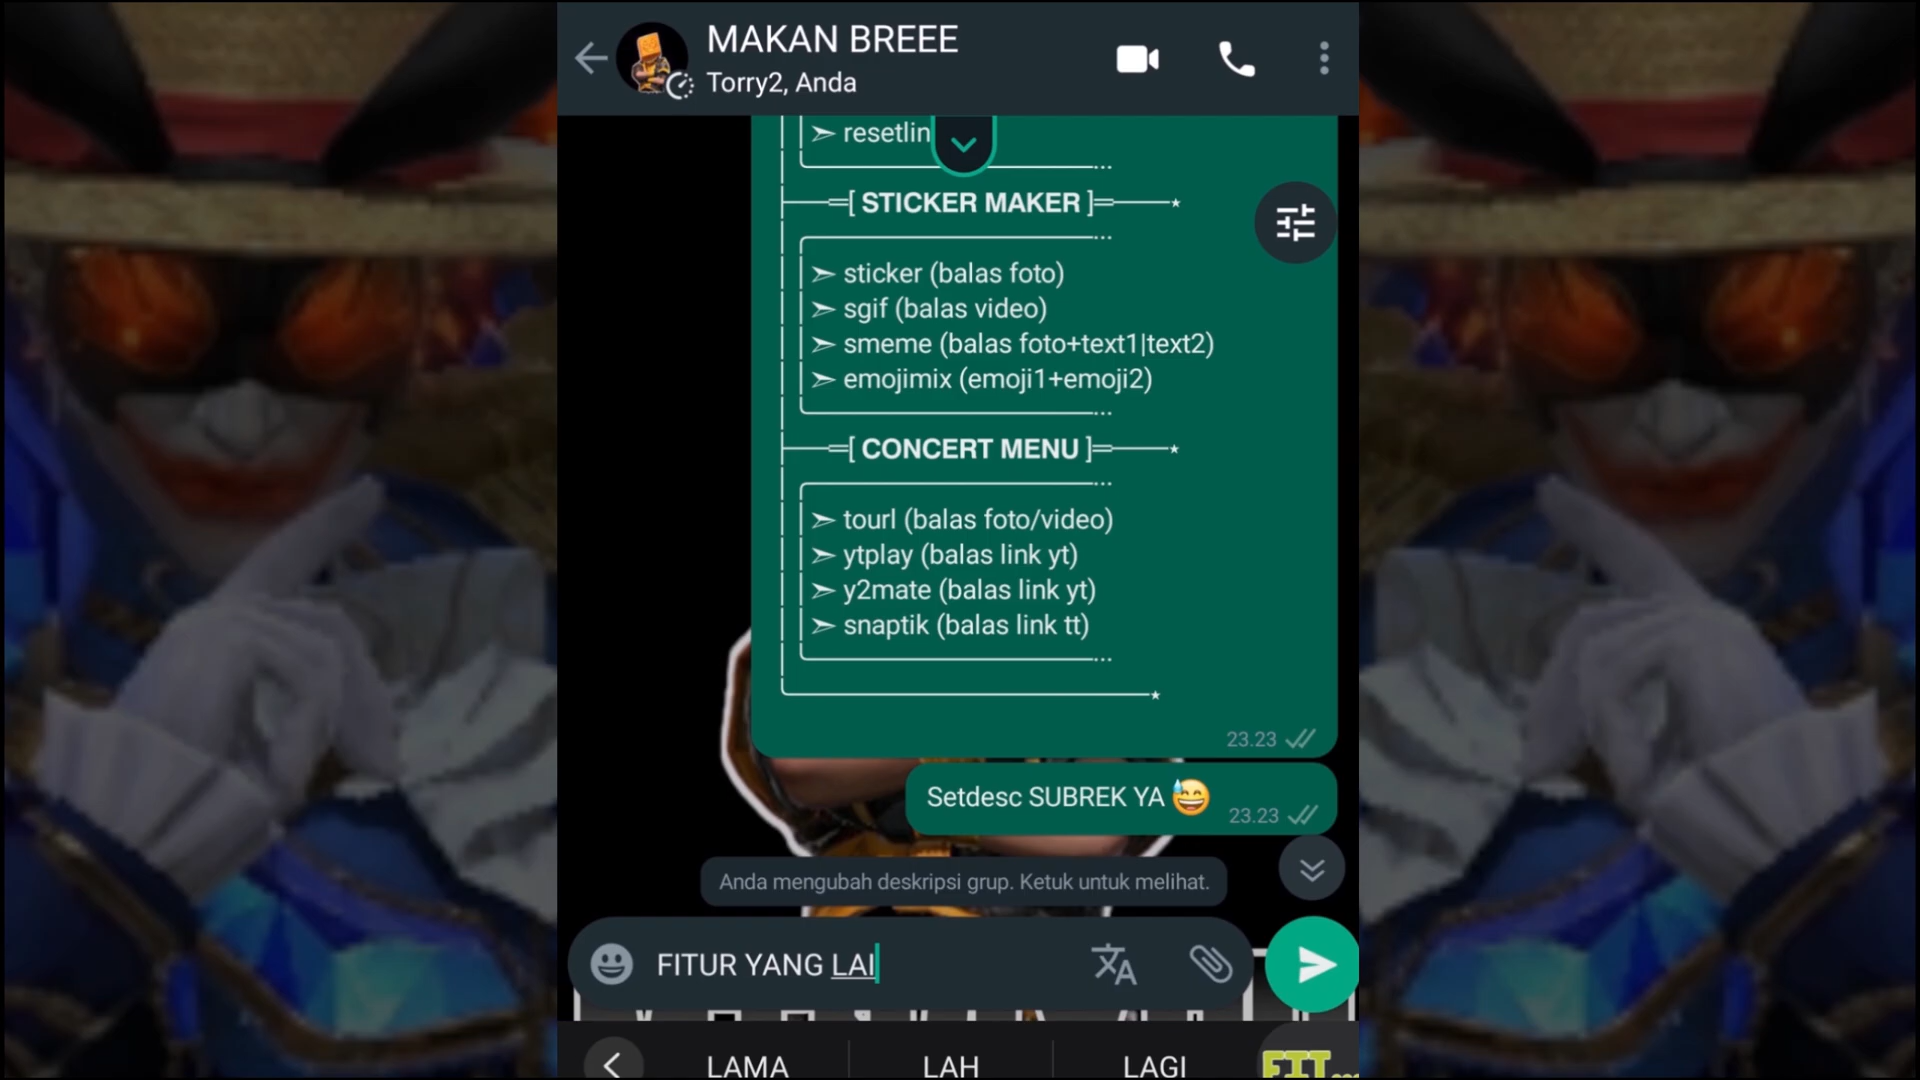 MAKAN BREEE
Torry2, Anda
➣ resetlin
═[ STICKER MAKER ]═
➣ sticker (balas foto)
➣ sgif (balas video)
➣ smeme (balas foto+text1|text2)
➣ emojimix (emoji1+emoji2)
═[ CONCERT MENU ]═
➣ tourl (balas foto/video)
➣ ytplay (balas link yt)
➣ y2mate (balas link yt)
➣ snaptik (balas link tt)
23.23
Setdesc SUBREK YA 😅
23.23
Anda mengubah deskripsi grup. Ketuk untuk melihat.
FITUR YANG LAI
LAMA LAH LAGI FIT...